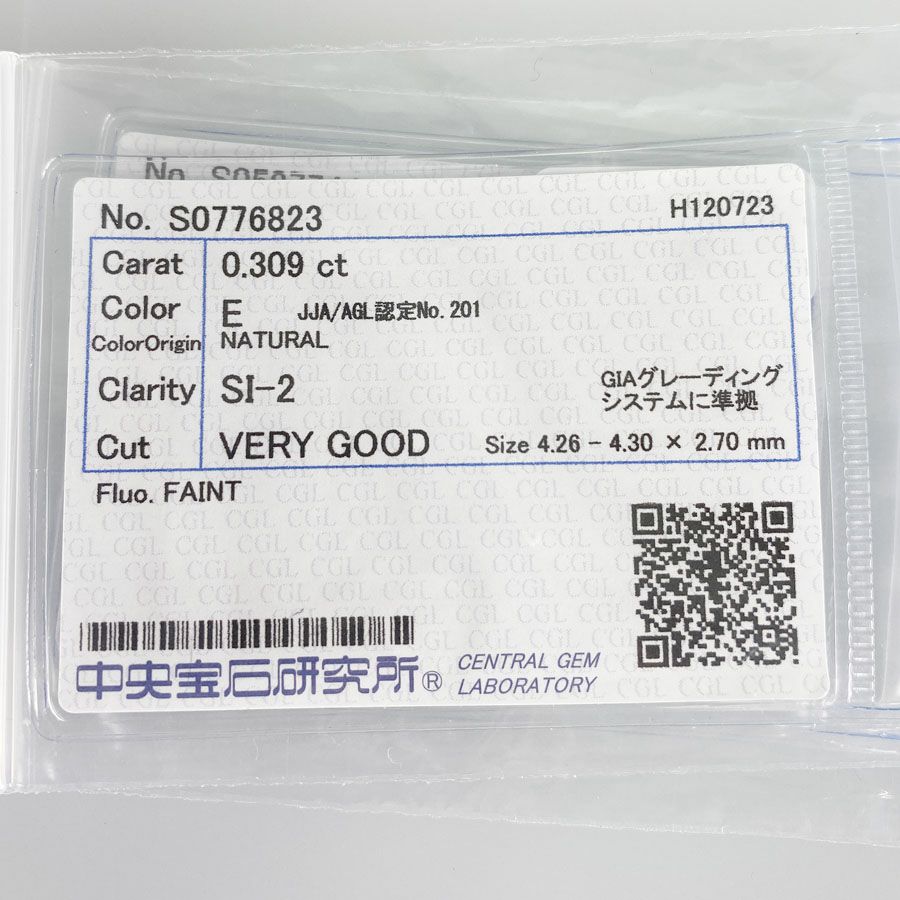 No.
No. S0776823
H120723
Carat 0.309 ct
Color E JJA/AGL認定No.201
ColorOrigin NATURAL
Clarity SI-2
GIAグレーディング
システムに準拠
Cut VERY GOOD Size 4.26 - 4.30 × 2.70 mm
Fluo. FAINT
中央宝石研究所® CENTRAL GEM
LABORATORY